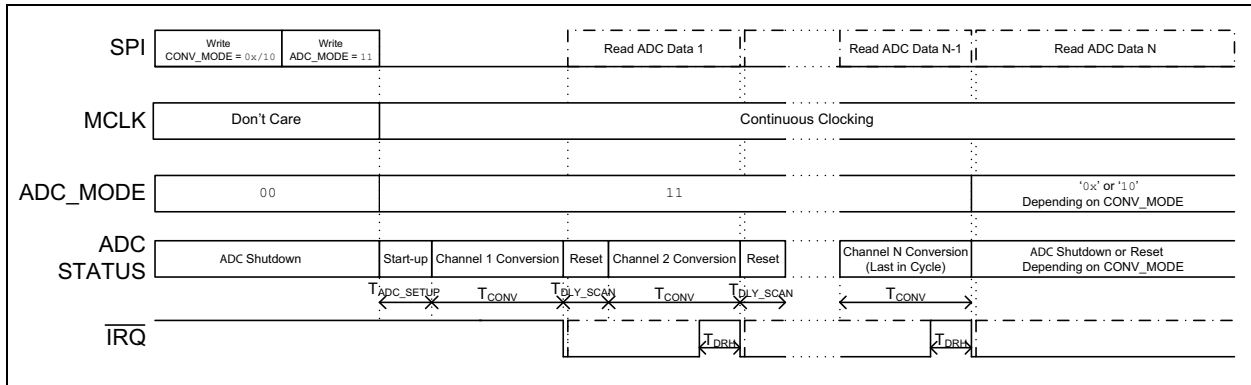 SPI
Write
CONV_MODE = 0x/10
Write
ADC_MODE = 11
Read ADC Data 1
Read ADC Data N-1
Read ADC Data N
MCLK
Don't Care
Continuous Clocking
ADC_MODE
00
11
'0x' or '10'
Depending on CONV_MODE
ADC
STATUS
ADC Shutdown
Start-up
Channel 1 Conversion
Reset
Channel 2 Conversion
Reset
Channel N Conversion
(Last in Cycle)
ADC Shutdown or Reset
Depending on CONV_MODE
TADC_SETUP
TCONV
TDLY_SCAN
TCONV
TDLY_SCAN
TCONV
IRQ
TDRH
TDRH